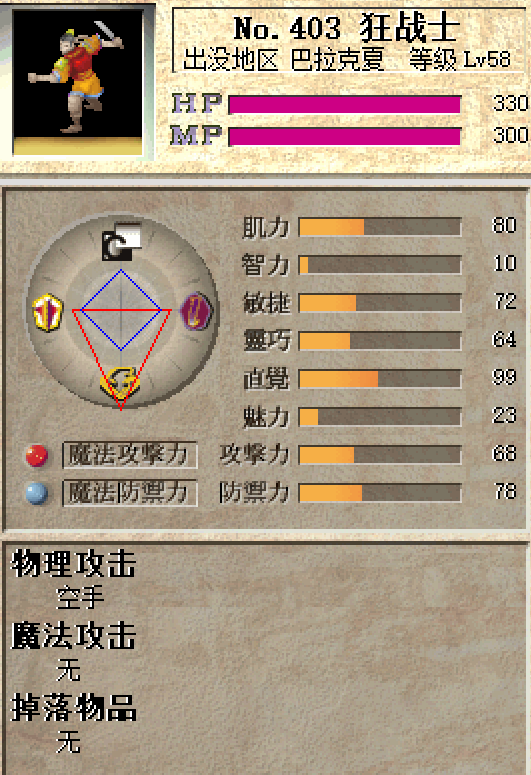 No. 403 狂战士
出没地区 巴拉克夏 等级 Lv58
HP 330
MP 300
肌力 80
智力 10
敏捷 72
靈巧 64
直覺 99
魅力 23
魔法攻擊力 攻擊力 68
魔法防禦力 防禦力 78
物理攻击
空手
魔法攻击
无
掉落物品
无